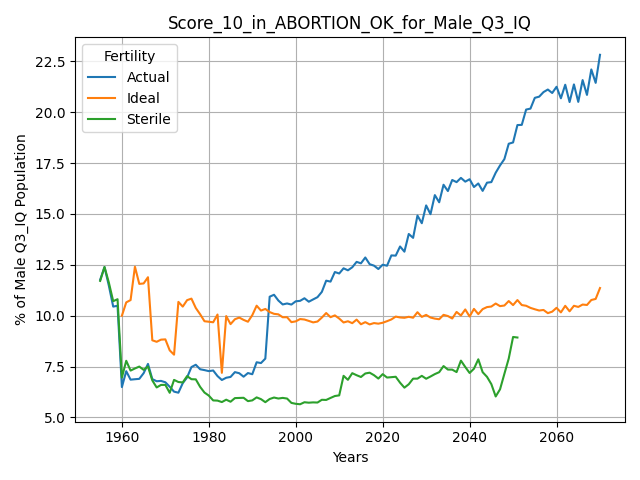 Score_10_in_ABORTION_OK_for_Male_Q3_IQ
Fertility
Actual
Ideal
Sterile
% of Male Q3_IQ Population
22.5
20.0
17.5
15.0
12.5
10.0
7.5
5.0
1960 1980 2000 2020 2040 2060
Years